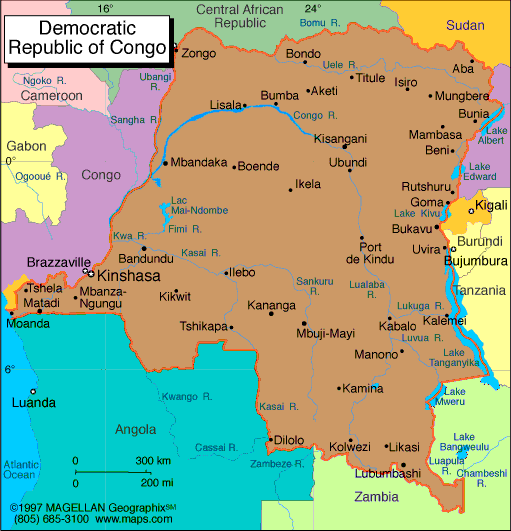 16°
24°
Central African
Republic
Sudan
Democratic
Republic of Congo
Bomu R.
Zongo
Bondo
Aba
Uele R.
Ngoko R.
Ubangi
R.
Titule
Isiro
Cameroon
Aketi
Mungbere
Lisala
Bumba
Congo R.
Bunia
Sangha R.
Mambasa
Lake
Albert
Gabon
Kisangani
Beni
0°
Mbandaka
Boende
Ubundi
Lake
Edward
Ogooué R.
Congo
Ikela
Rutshuru
Goma
Kigali
Lac
Mai-Ndombe
Lake Kivu
Fimi R.
Bukavu
Kwa R.
Bandundu
Kasai R.
Port
de Kindu
Uvira
Burundi
Bujumbura
Brazzaville
Kinshasa
Ilebo
Sankuru
R.
Lualaba
R.
Tanzania
Tshela
Matadi
Mbanza-
Ngungu
Kikwit
Kananga
Lukuga R.
Moanda
Tshikapa
Mbuji-Mayi
Kabalo
Kalemei
Luvua R.
Manono
Lake
Tanganyika
6°
Luanda
Kwango R.
Kasai R.
Kamina
Lake
Mweru
Angola
Cassai R.
Dilolo
Kolwezi
Likasi
Lake
Bangweulu
Atlantic
Ocean
0 300 km
0 200 mi
Zambeze R.
Lubumbashi
Luapula
R.
Chambeshi
R.
Zambia
©1997 MAGELLAN Geographix℠
(805) 685-3100 www.maps.com